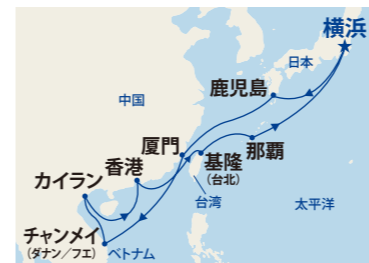 横浜
日本
鹿児島
中国
厦門
那覇
香港
基隆
(台北)
カイラン
台湾
太平洋
チャンメイ
(ダナン／フエ)
ベトナム